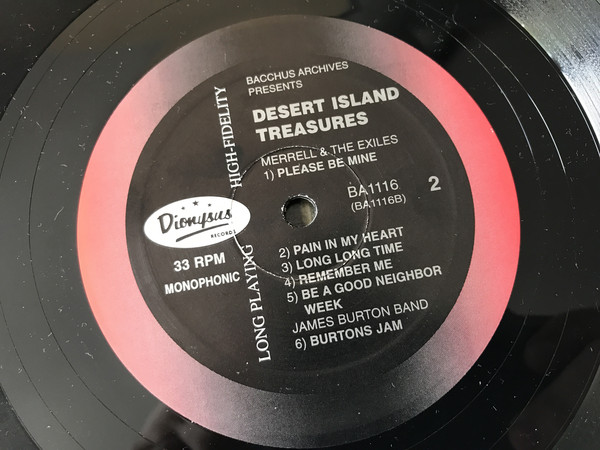 BACCHUS ARCHIVES
PRESENTS
DESERT ISLAND
TREASURES
MERRELL & THE EXILES
1) PLEASE BE MINE
BA1116
(BA1116B)
2
HIGH-FIDELITY
LONG PLAYING
Dionysus
RECORDS
33 RPM
MONOPHONIC
2) PAIN IN MY HEART
3) LONG LONG TIME
4) REMEMBER ME
5) BE A GOOD NEIGHBOR
WEEK
JAMES BURTON BAND
6) BURTONS JAM